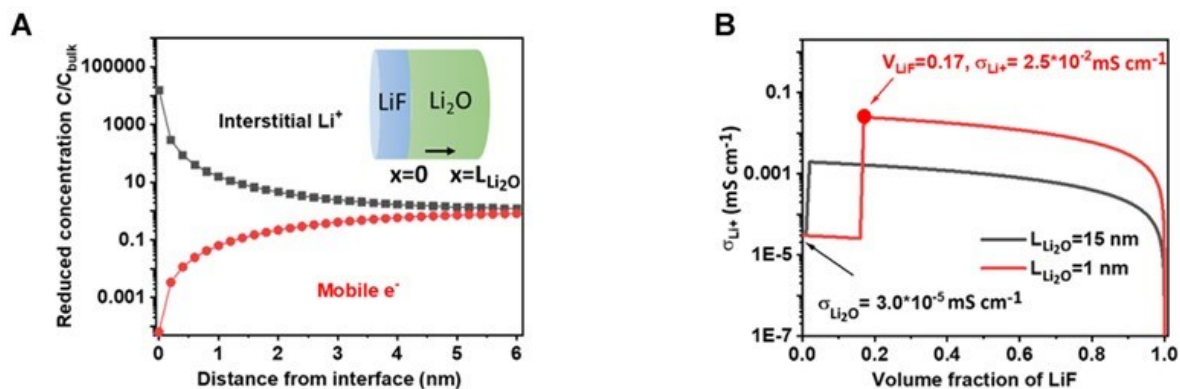 A
Reduced concentration C/C_bulk
100000
1000
10
0.1
0.001
Interstitial Li⁺
LiF
Li₂O
x=0
x=L_Li₂O
Mobile e⁻
0 1 2 3 4 5 6
Distance from interface (nm)
B
σ_Li+ (mS cm⁻¹)
0.1
0.001
1E-5
1E-7
V_LiF=0.17, σ_Li+= 2.5*10⁻²mS cm⁻¹
L_Li₂O=15 nm
L_Li₂O=1 nm
σ_Li₂O= 3.0*10⁻⁵ mS cm⁻¹
0.0 0.2 0.4 0.6 0.8 1.0
Volume fraction of LiF